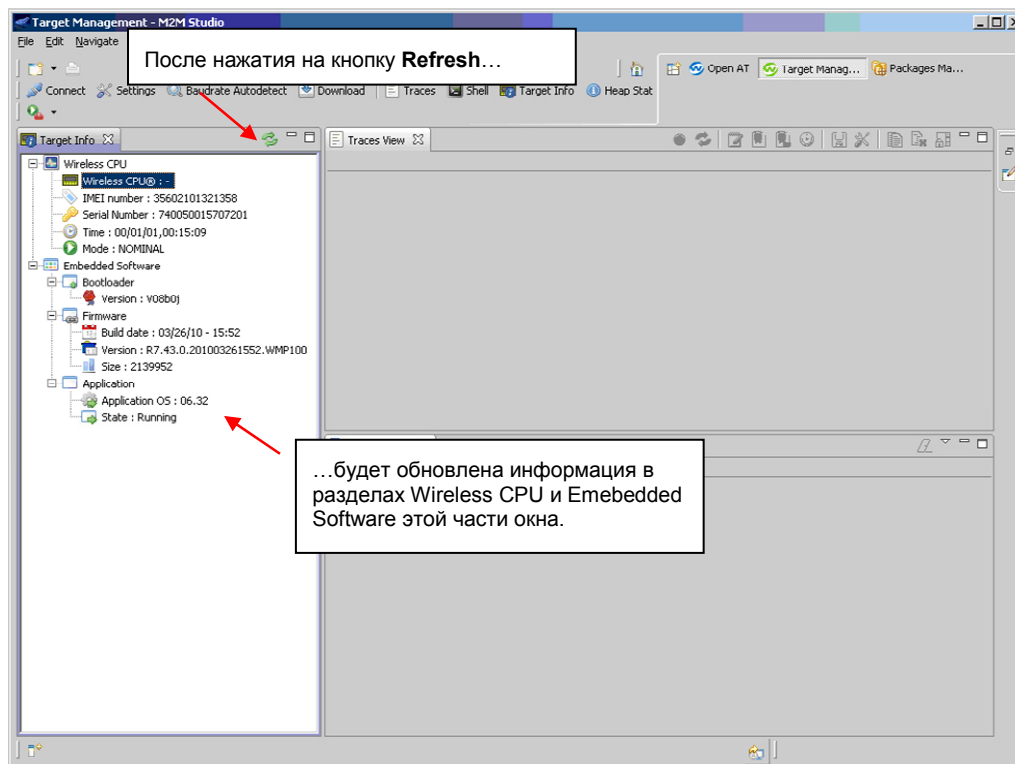 Target Management - M2M Studio
File Edit Navigate
После нажатия на кнопку Refresh…
Open AT Target Manag... Packages Ma...
Connect Settings Baudrate Autodetect Download Traces Shell Target Info Heap Stat
Target Info
Traces View
Wireless CPU
Wireless CPU® : -
IMEI number : 35602101321358
Serial Number : 740050015707201
Time : 00/01/01,00:15:09
Mode : NOMINAL
Embedded Software
Bootloader
Version : V08b0j
Firmware
Build date : 03/26/10 - 15:52
Version : R7.43.0.201003261552.WMP100
Size : 2139952
Application
Application OS : 06.32
State : Running
…будет обновлена информация в
разделах Wireless CPU и Emebedded
Software этой части окна.